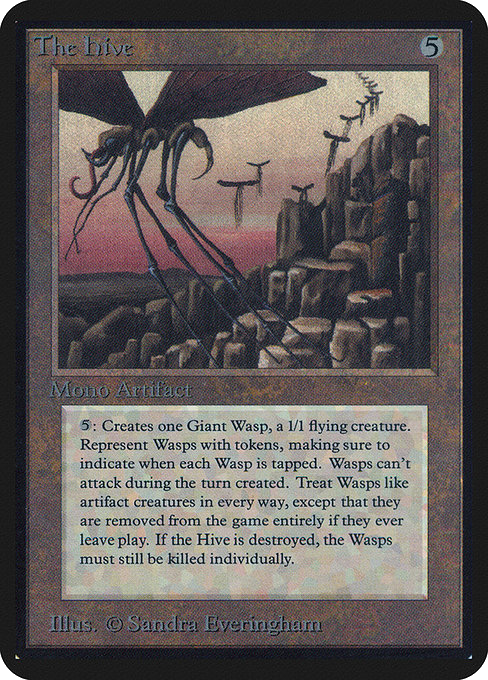 The Hive 5
Mono Artifact
5: Creates one Giant Wasp, a 1/1 flying creature.
Represent Wasps with tokens, making sure to
indicate when each Wasp is tapped. Wasps can't
attack during the turn created. Treat Wasps like
artifact creatures in every way, except that they
are removed from the game entirely if they ever
leave play. If the Hive is destroyed, the Wasps
must still be killed individually.
Illus. © Sandra Everingham